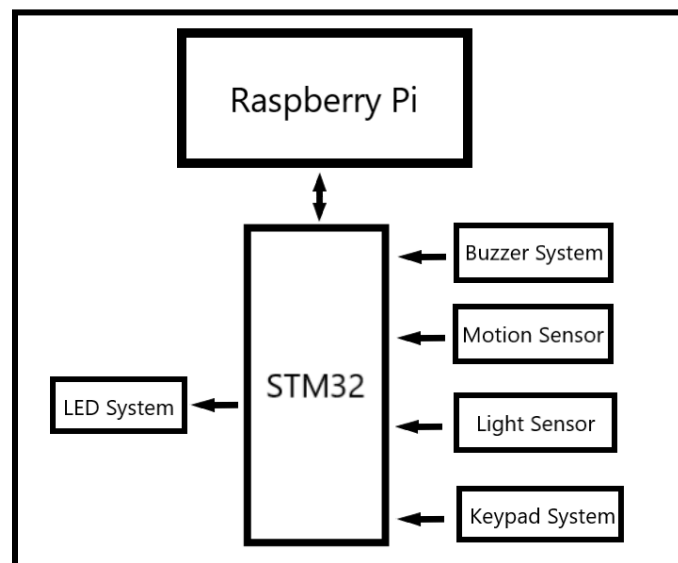 Raspberry Pi
Buzzer System
Motion Sensor
STM32
LED System
Light Sensor
Keypad System